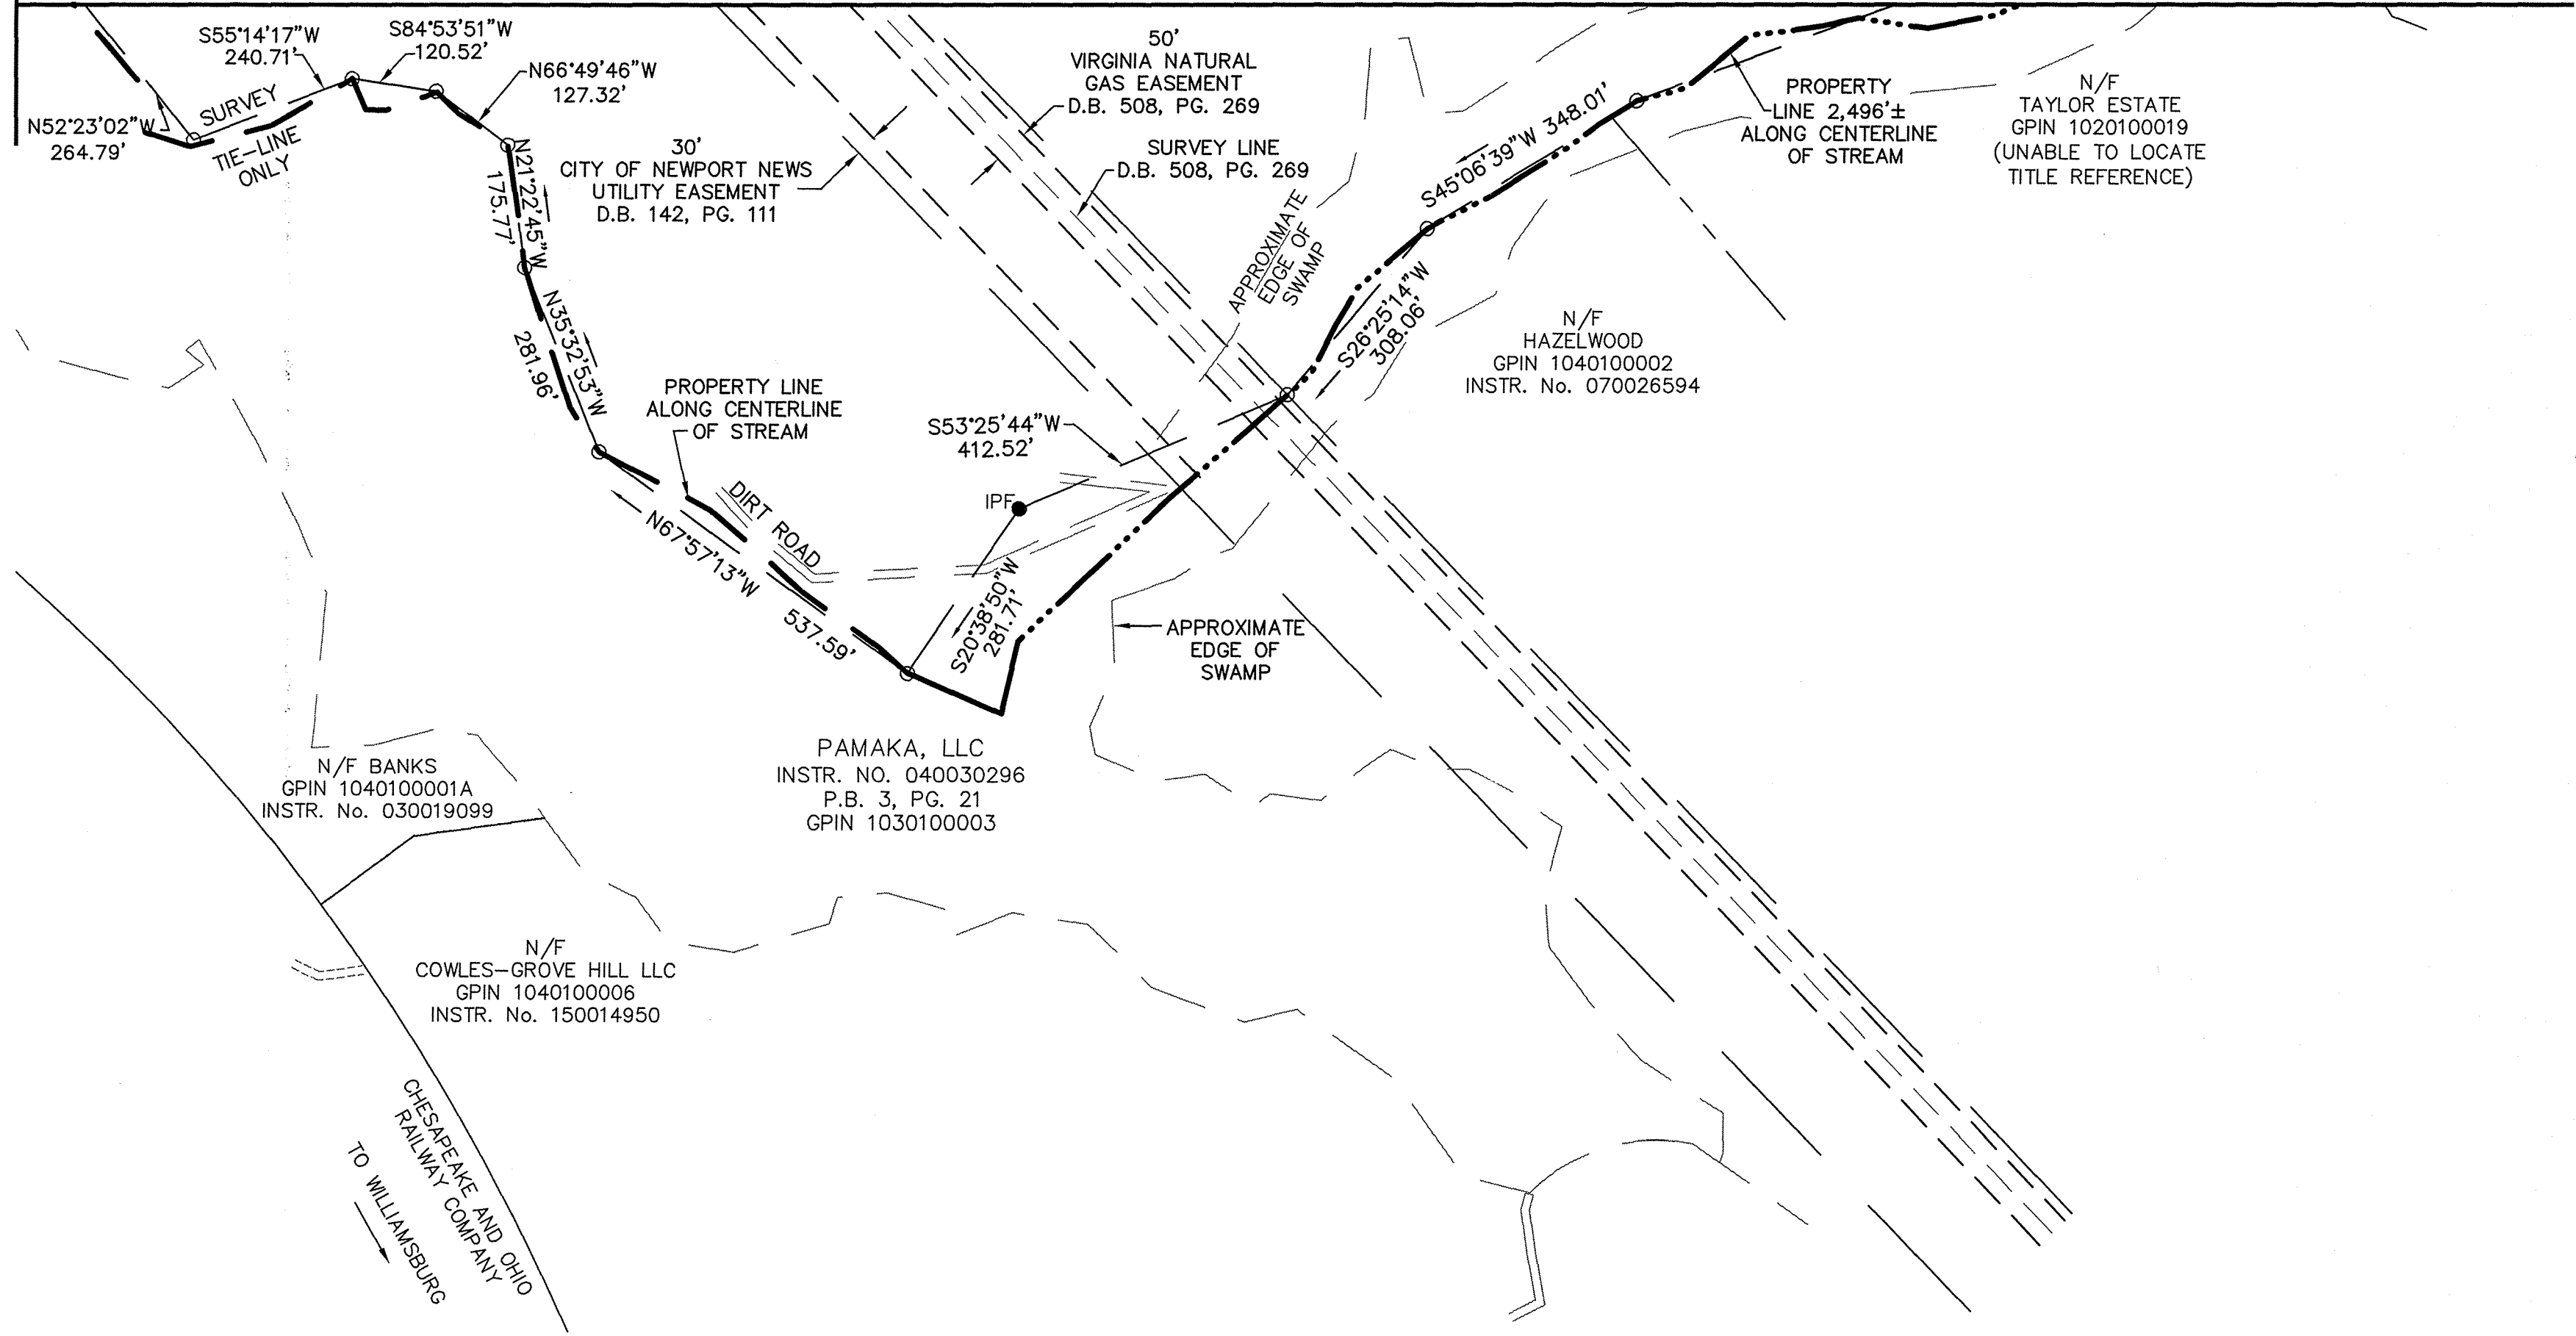 S55°14'17"W
240.71'
S84°53'51"W
120.52'
N66°49'46"W
127.32'
N52°23'02"W
264.79'
SURVEY
TIE-LINE
ONLY
N21°22'45"W
175.77'
30'
CITY OF NEWPORT NEWS
UTILITY EASEMENT
D.B. 142, PG. 111
50'
VIRGINIA NATURAL
GAS EASEMENT
D.B. 508, PG. 269
SURVEY LINE
D.B. 508, PG. 269
APPROXIMATE
EDGE OF
SWAMP
S45°06'39"W 348.01'
PROPERTY
LINE 2,496'±
ALONG CENTERLINE
OF STREAM
N/F
TAYLOR ESTATE
GPIN 1020100019
(UNABLE TO LOCATE
TITLE REFERENCE)
S26°25'14"W
308.06'
N/F
HAZELWOOD
GPIN 1040100002
INSTR. No. 070026594
N35°32'53"W
281.96'
PROPERTY LINE
ALONG CENTERLINE
OF STREAM
S53°25'44"W
412.52'
IPF
DIRT ROAD
N67°57'13"W
537.59'
S20°38'50"W
281.71'
APPROXIMATE
EDGE OF
SWAMP
PAMAKA, LLC
INSTR. NO. 040030296
P.B. 3, PG. 21
GPIN 1030100003
N/F BANKS
GPIN 1040100001A
INSTR. No. 030019099
N/F
COWLES-GROVE HILL LLC
GPIN 1040100006
INSTR. No. 150014950
CHESAPEAKE AND OHIO
RAILWAY COMPANY
TO WILLIAMSBURG